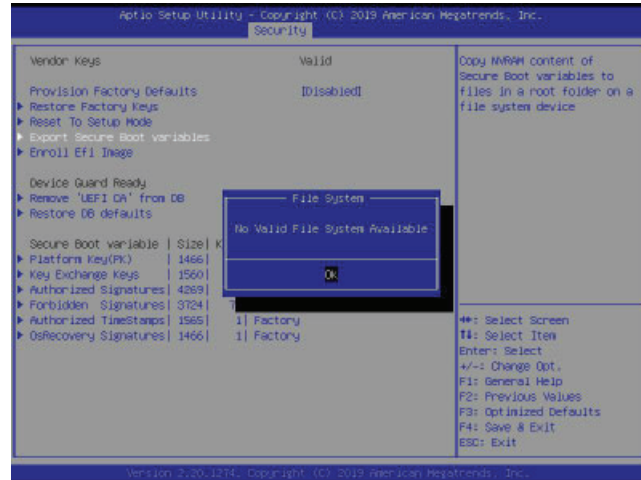 Aptio Setup Utility - Copyright (C) 2019 American Megatrends, Inc.
Security
Vendor Keys Valid
Provision Factory Defaults [Disabled]
Restore Factory Keys
Reset To Setup Mode
Export Secure Boot variables
Enroll Efi Image
Device Guard Ready
Remove 'UEFI CA' from DB
Restore DB defaults
Secure Boot variable | Size| K
Platform Key(PK) | 1466|
Key Exchange Keys | 1560|
Authorized Signatures| 4269|
Forbidden Signatures| 3724|
Authorized TimeStamps| 1565| 1| Factory
OsRecovery Signatures| 1466| 1| Factory
File System
No Valid File System Available
Ok
Copy NVRAM content of
Secure Boot variables to
files in a root folder on a
file system device
↔: Select Screen
↑↓: Select Item
Enter: Select
+/-: Change Opt.
F1: General Help
F2: Previous Values
F3: Optimized Defaults
F4: Save & Exit
ESC: Exit
Version 2.20.1274. Copyright (C) 2019 American Megatrends, Inc.